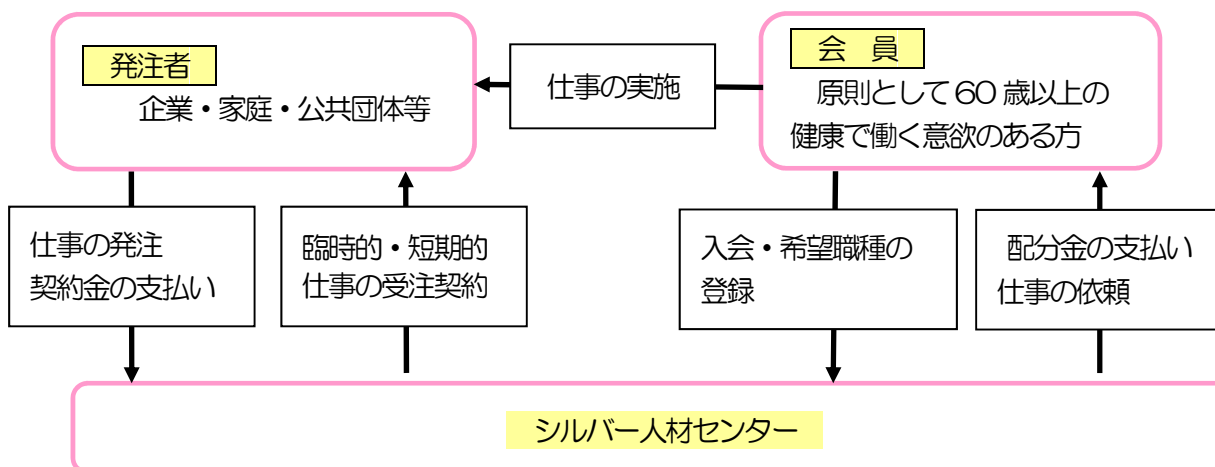 発注者
企業・家庭・公共団体等
仕事の実施
会　員
原則として60歳以上の
健康で働く意欲のある方
仕事の発注
契約金の支払い
臨時的・短期的
仕事の受注契約
入会・希望職種の
登録
配分金の支払い
仕事の依頼
シルバー人材センター